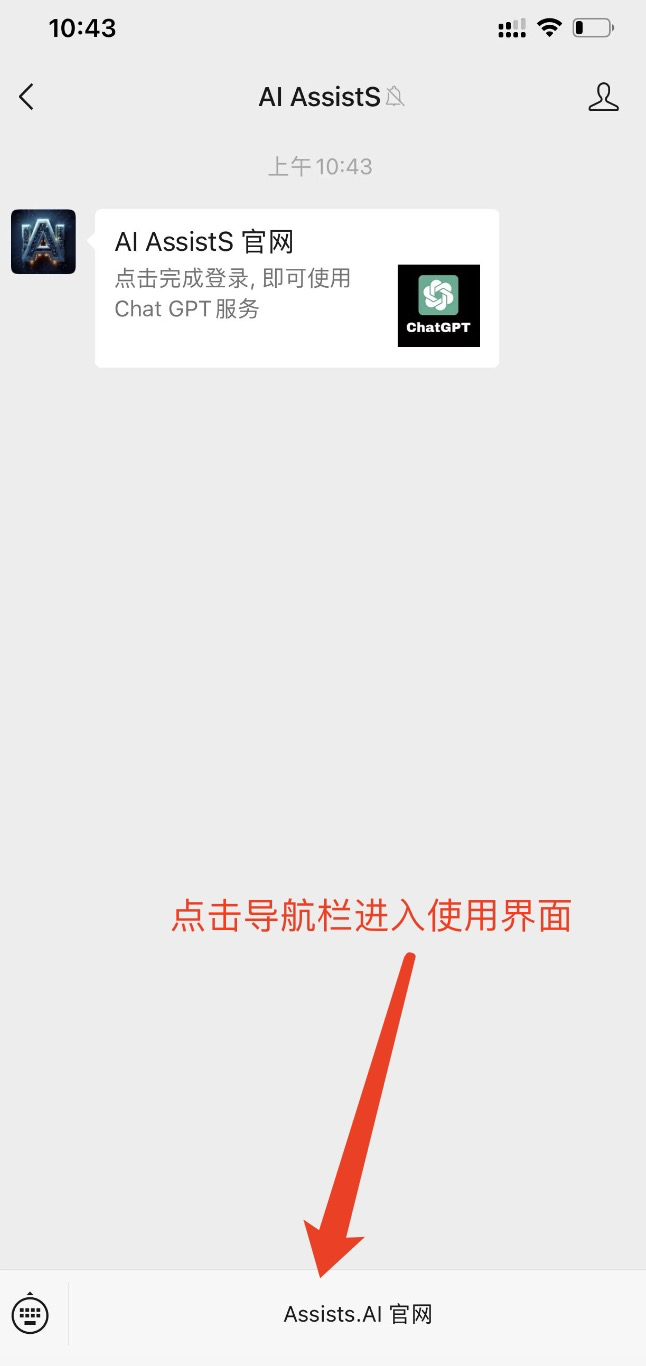 10:43
AI AssistS
上午10:43
AI AssistS 官网
点击完成登录, 即可使用
Chat GPT服务
ChatGPT
点击导航栏进入使用界面
Assists.AI 官网